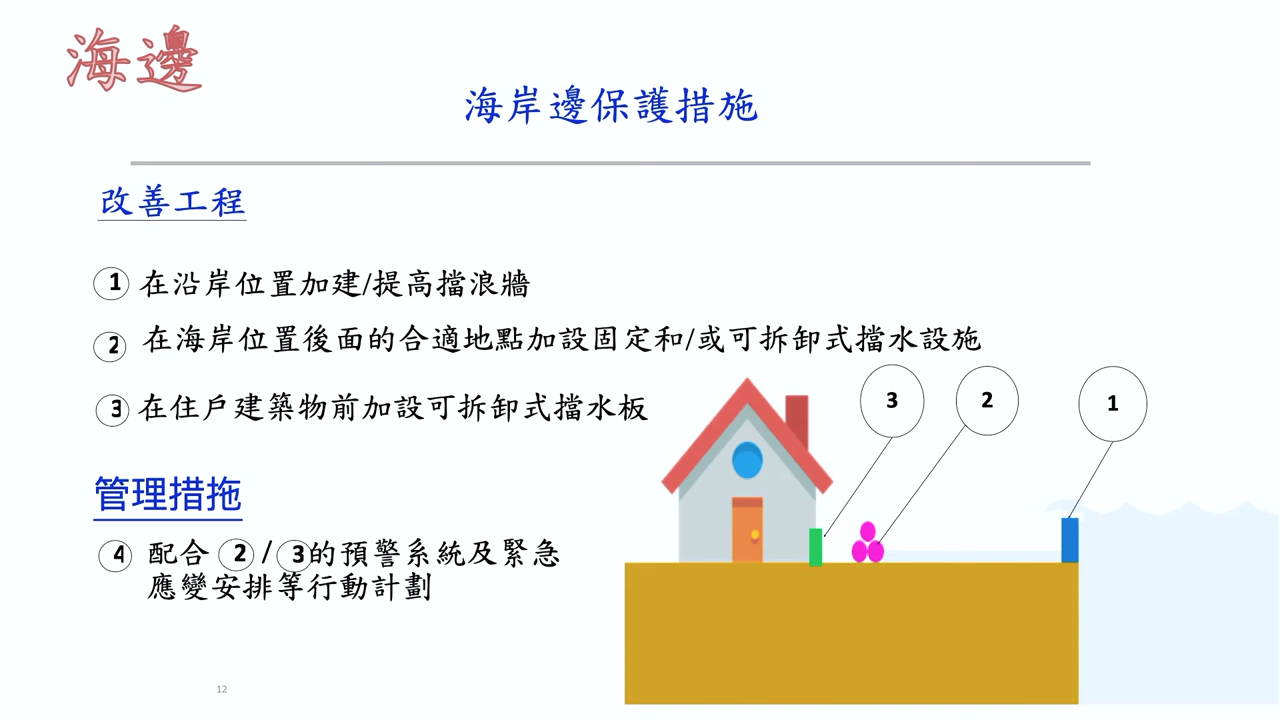 海邊
海岸邊保護措施
改善工程
1 在沿岸位置加建/提高擋浪牆
2 在海岸位置後面的合適地點加設固定和/或可拆卸式擋水設施
3 在住戶建築物前加設可拆卸式擋水板
3 2 1
管理措拖
4 配合 2 / 3 的預警系統及緊急
應變安排等行動計劃
12